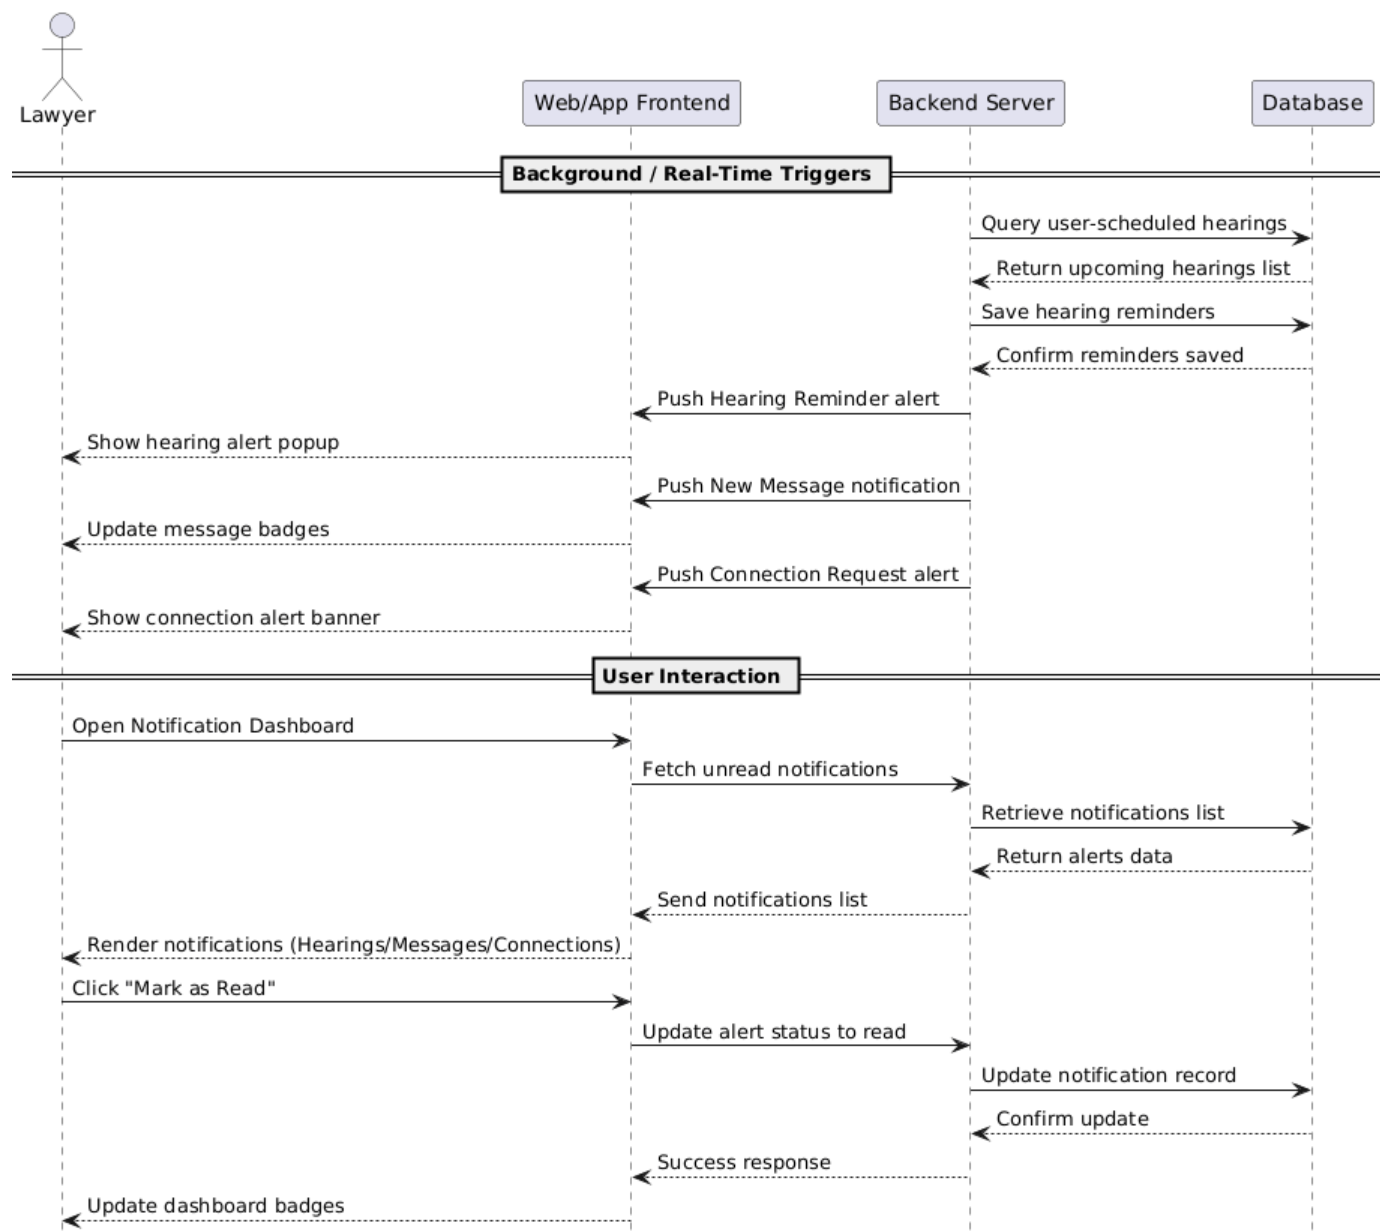 Lawyer
Web/App Frontend
Backend Server
Database
Background / Real-Time Triggers
Query user-scheduled hearings
Return upcoming hearings list
Save hearing reminders
Confirm reminders saved
Push Hearing Reminder alert
Show hearing alert popup
Push New Message notification
Update message badges
Push Connection Request alert
Show connection alert banner
User Interaction
Open Notification Dashboard
Fetch unread notifications
Retrieve notifications list
Return alerts data
Send notifications list
Render notifications (Hearings/Messages/Connections)
Click "Mark as Read"
Update alert status to read
Update notification record
Confirm update
Success response
Update dashboard badges